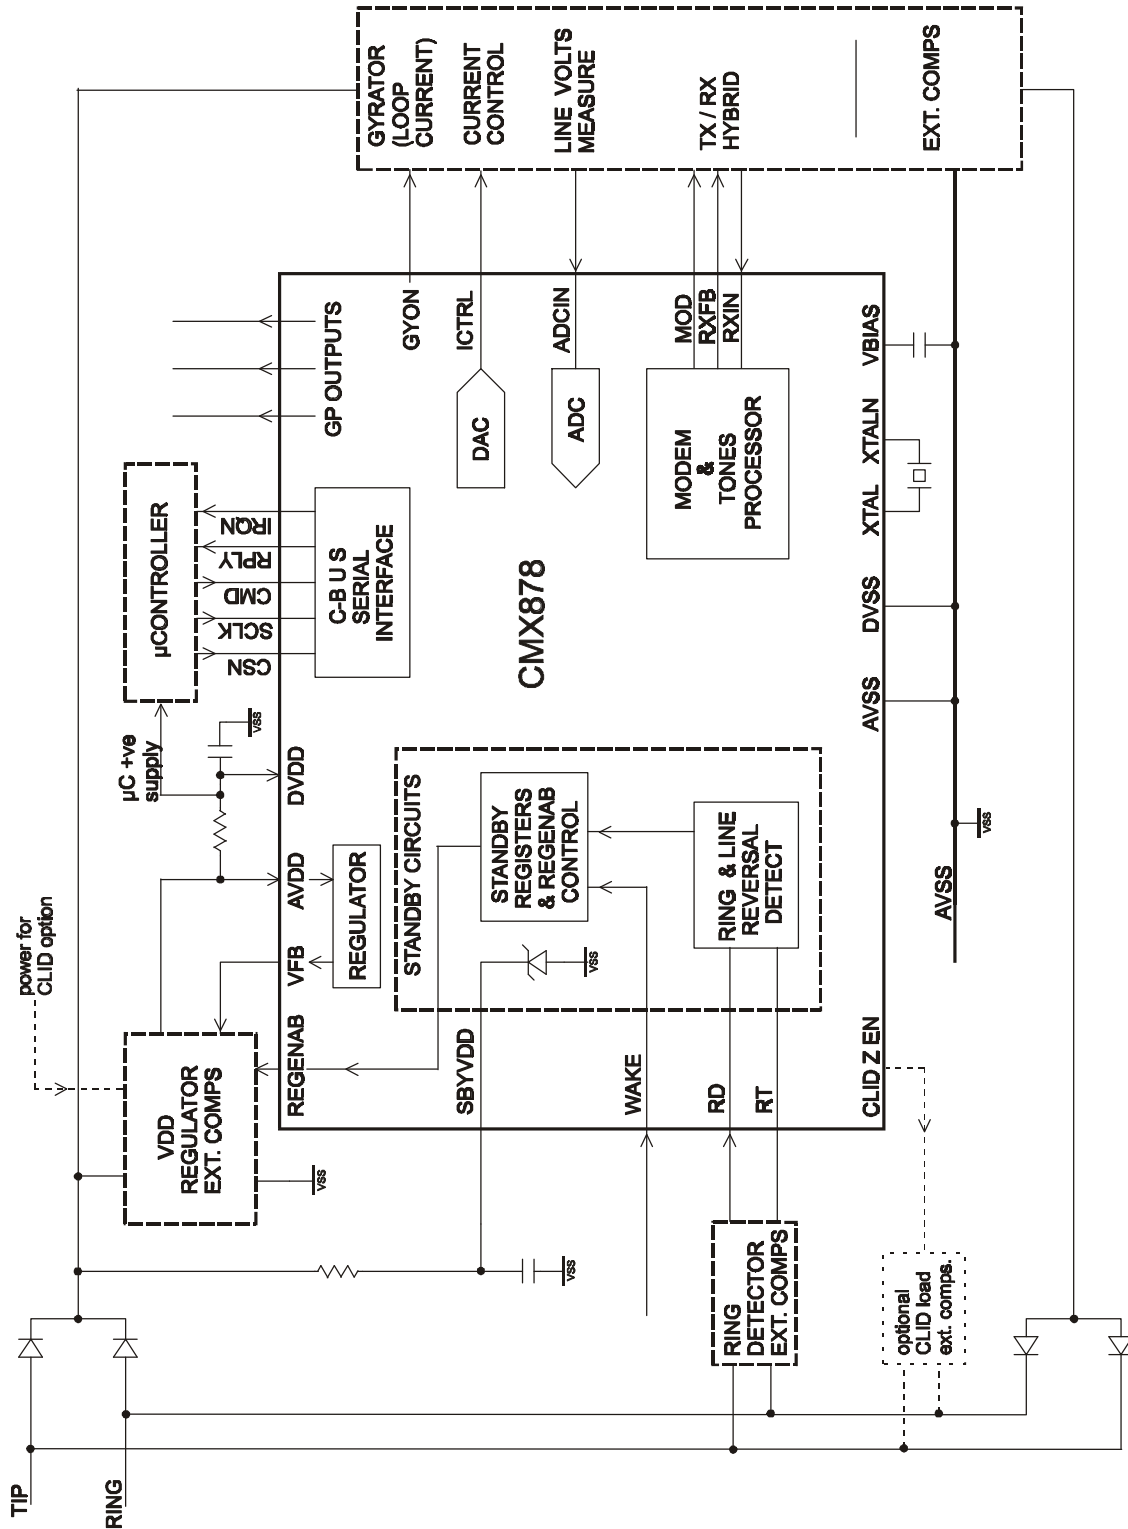 TIP
RING
power for
CLID option
VDD
REGULATOR
EXT. COMPS
VSS
VSS
µC +ve
supply
VSS
µCONTROLLER
CSN
SCLK
CMD
RPLY
IRQN
C-B U S
SERIAL
INTERFACE
GP OUTPUTS
REGENAB
VFB
AVDD
DVDD
REGULATOR
STANDBY CIRCUITS
STANDBY
REGISTERS
& REGENAB
CONTROL
VSS
RING & LINE
REVERSAL
DETECT
SBYVDD
WAKE
RD
RT
CLID Z EN
RING
DETECTOR
EXT. COMPS
optional
CLID load
ext. comps.
CMX878
DAC
ADC
MODEM
&
TONES
PROCESSOR
GYON
ICTRL
ADCIN
MOD
RXFB
RXIN
AVSS
DVSS
XTAL
XTALN
VBIAS
AVSS
VSS
GYRATOR
(LOOP
CURRENT)
CURRENT
CONTROL
LINE VOLTS
MEASURE
TX / RX
HYBRID
EXT. COMPS